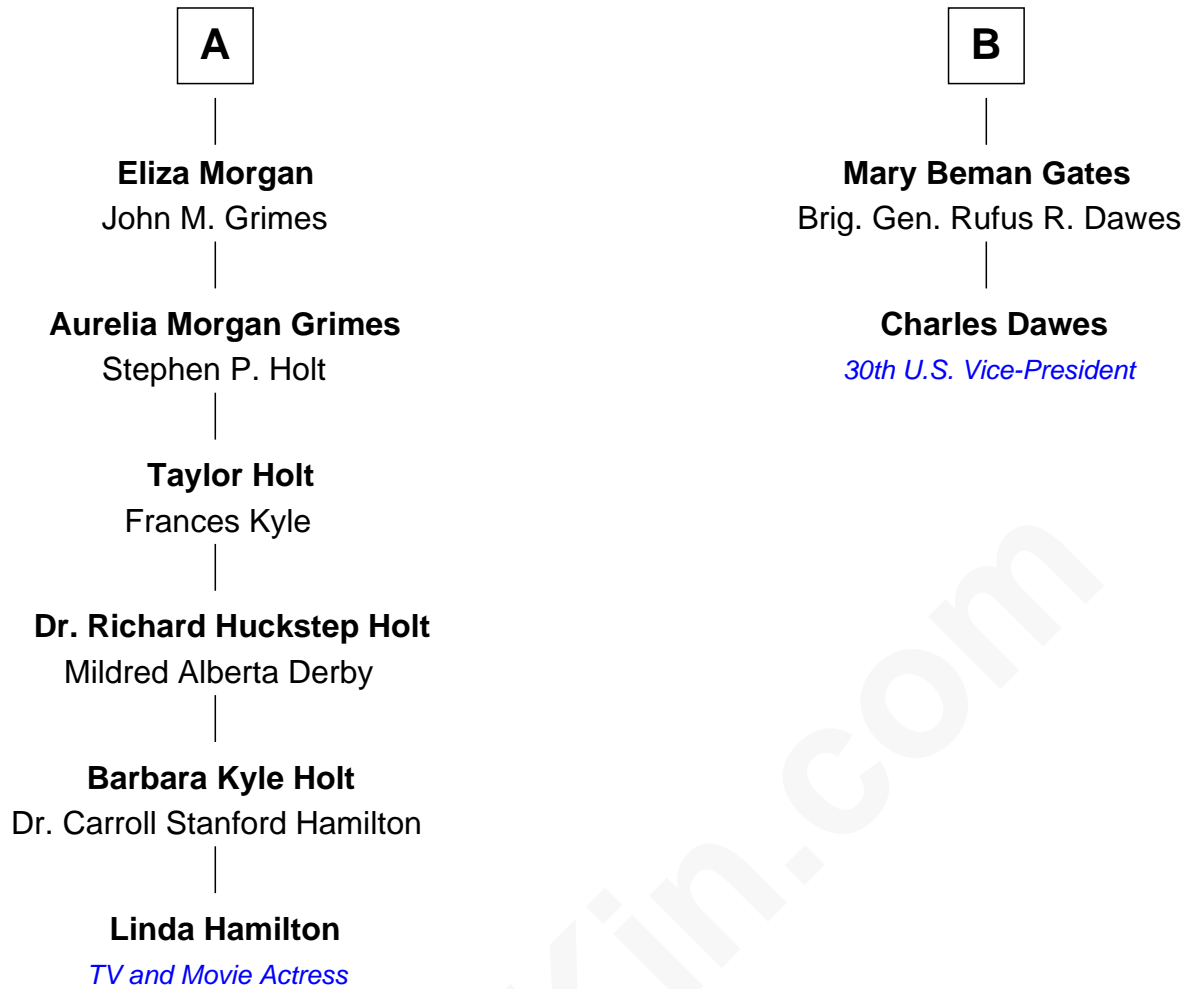 A
Eliza Morgan
John M. Grimes
Aurelia Morgan Grimes
Stephen P. Holt
Taylor Holt
Frances Kyle
Dr. Richard Huckstep Holt
Mildred Alberta Derby
Barbara Kyle Holt
Dr. Carroll Stanford Hamilton
Linda Hamilton
TV and Movie Actress
B
Mary Beman Gates
Brig. Gen. Rufus R. Dawes
Charles Dawes
30th U.S. Vice-President
Kin.com